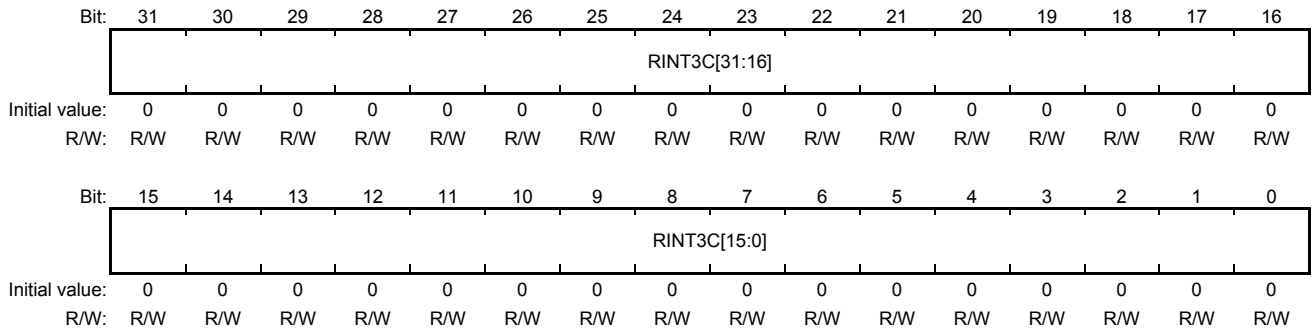 Bit: 31 30 29 28 27 26 25 24 23 22 21 20 19 18 17 16
RINT3C[31:16]
Initial value: 0 0 0 0 0 0 0 0 0 0 0 0 0 0 0 0
R/W: R/W R/W R/W R/W R/W R/W R/W R/W R/W R/W R/W R/W R/W R/W R/W R/W
Bit: 15 14 13 12 11 10 9 8 7 6 5 4 3 2 1 0
RINT3C[15:0]
Initial value: 0 0 0 0 0 0 0 0 0 0 0 0 0 0 0 0
R/W: R/W R/W R/W R/W R/W R/W R/W R/W R/W R/W R/W R/W R/W R/W R/W R/W